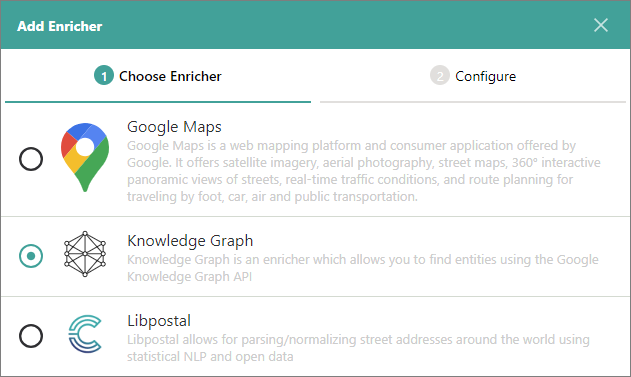 Add Enricher
1 Choose Enricher
2 Configure
Google Maps
Google Maps is a web mapping platform and consumer application offered by
Google. It offers satellite imagery, aerial photography, street maps, 360° interactive
panoramic views of streets, real-time traffic conditions, and route planning for
traveling by foot, car, air and public transportation.
Knowledge Graph
Knowledge Graph is an enricher which allows you to find entities using the Google
Knowledge Graph API
Libpostal
Libpostal allows for parsing/normalizing street addresses around the world using
statistical NLP and open data